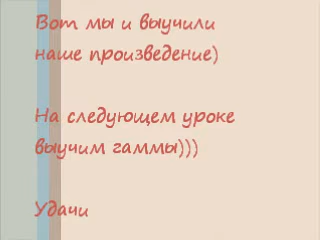 Вот мы и выучили
наше произведение)
На следующем уроке
выучим гаммы)))
Удачи